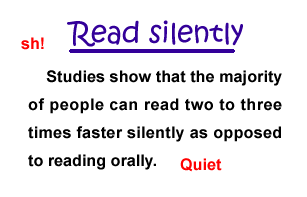 Read silently
sh!
Studies show that the majority
of people can read two to three
times faster silently as opposed
to reading orally.
Quiet